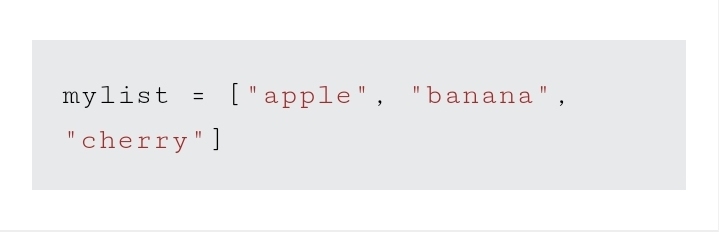 mylist = ["apple", "banana",
"cherry"]